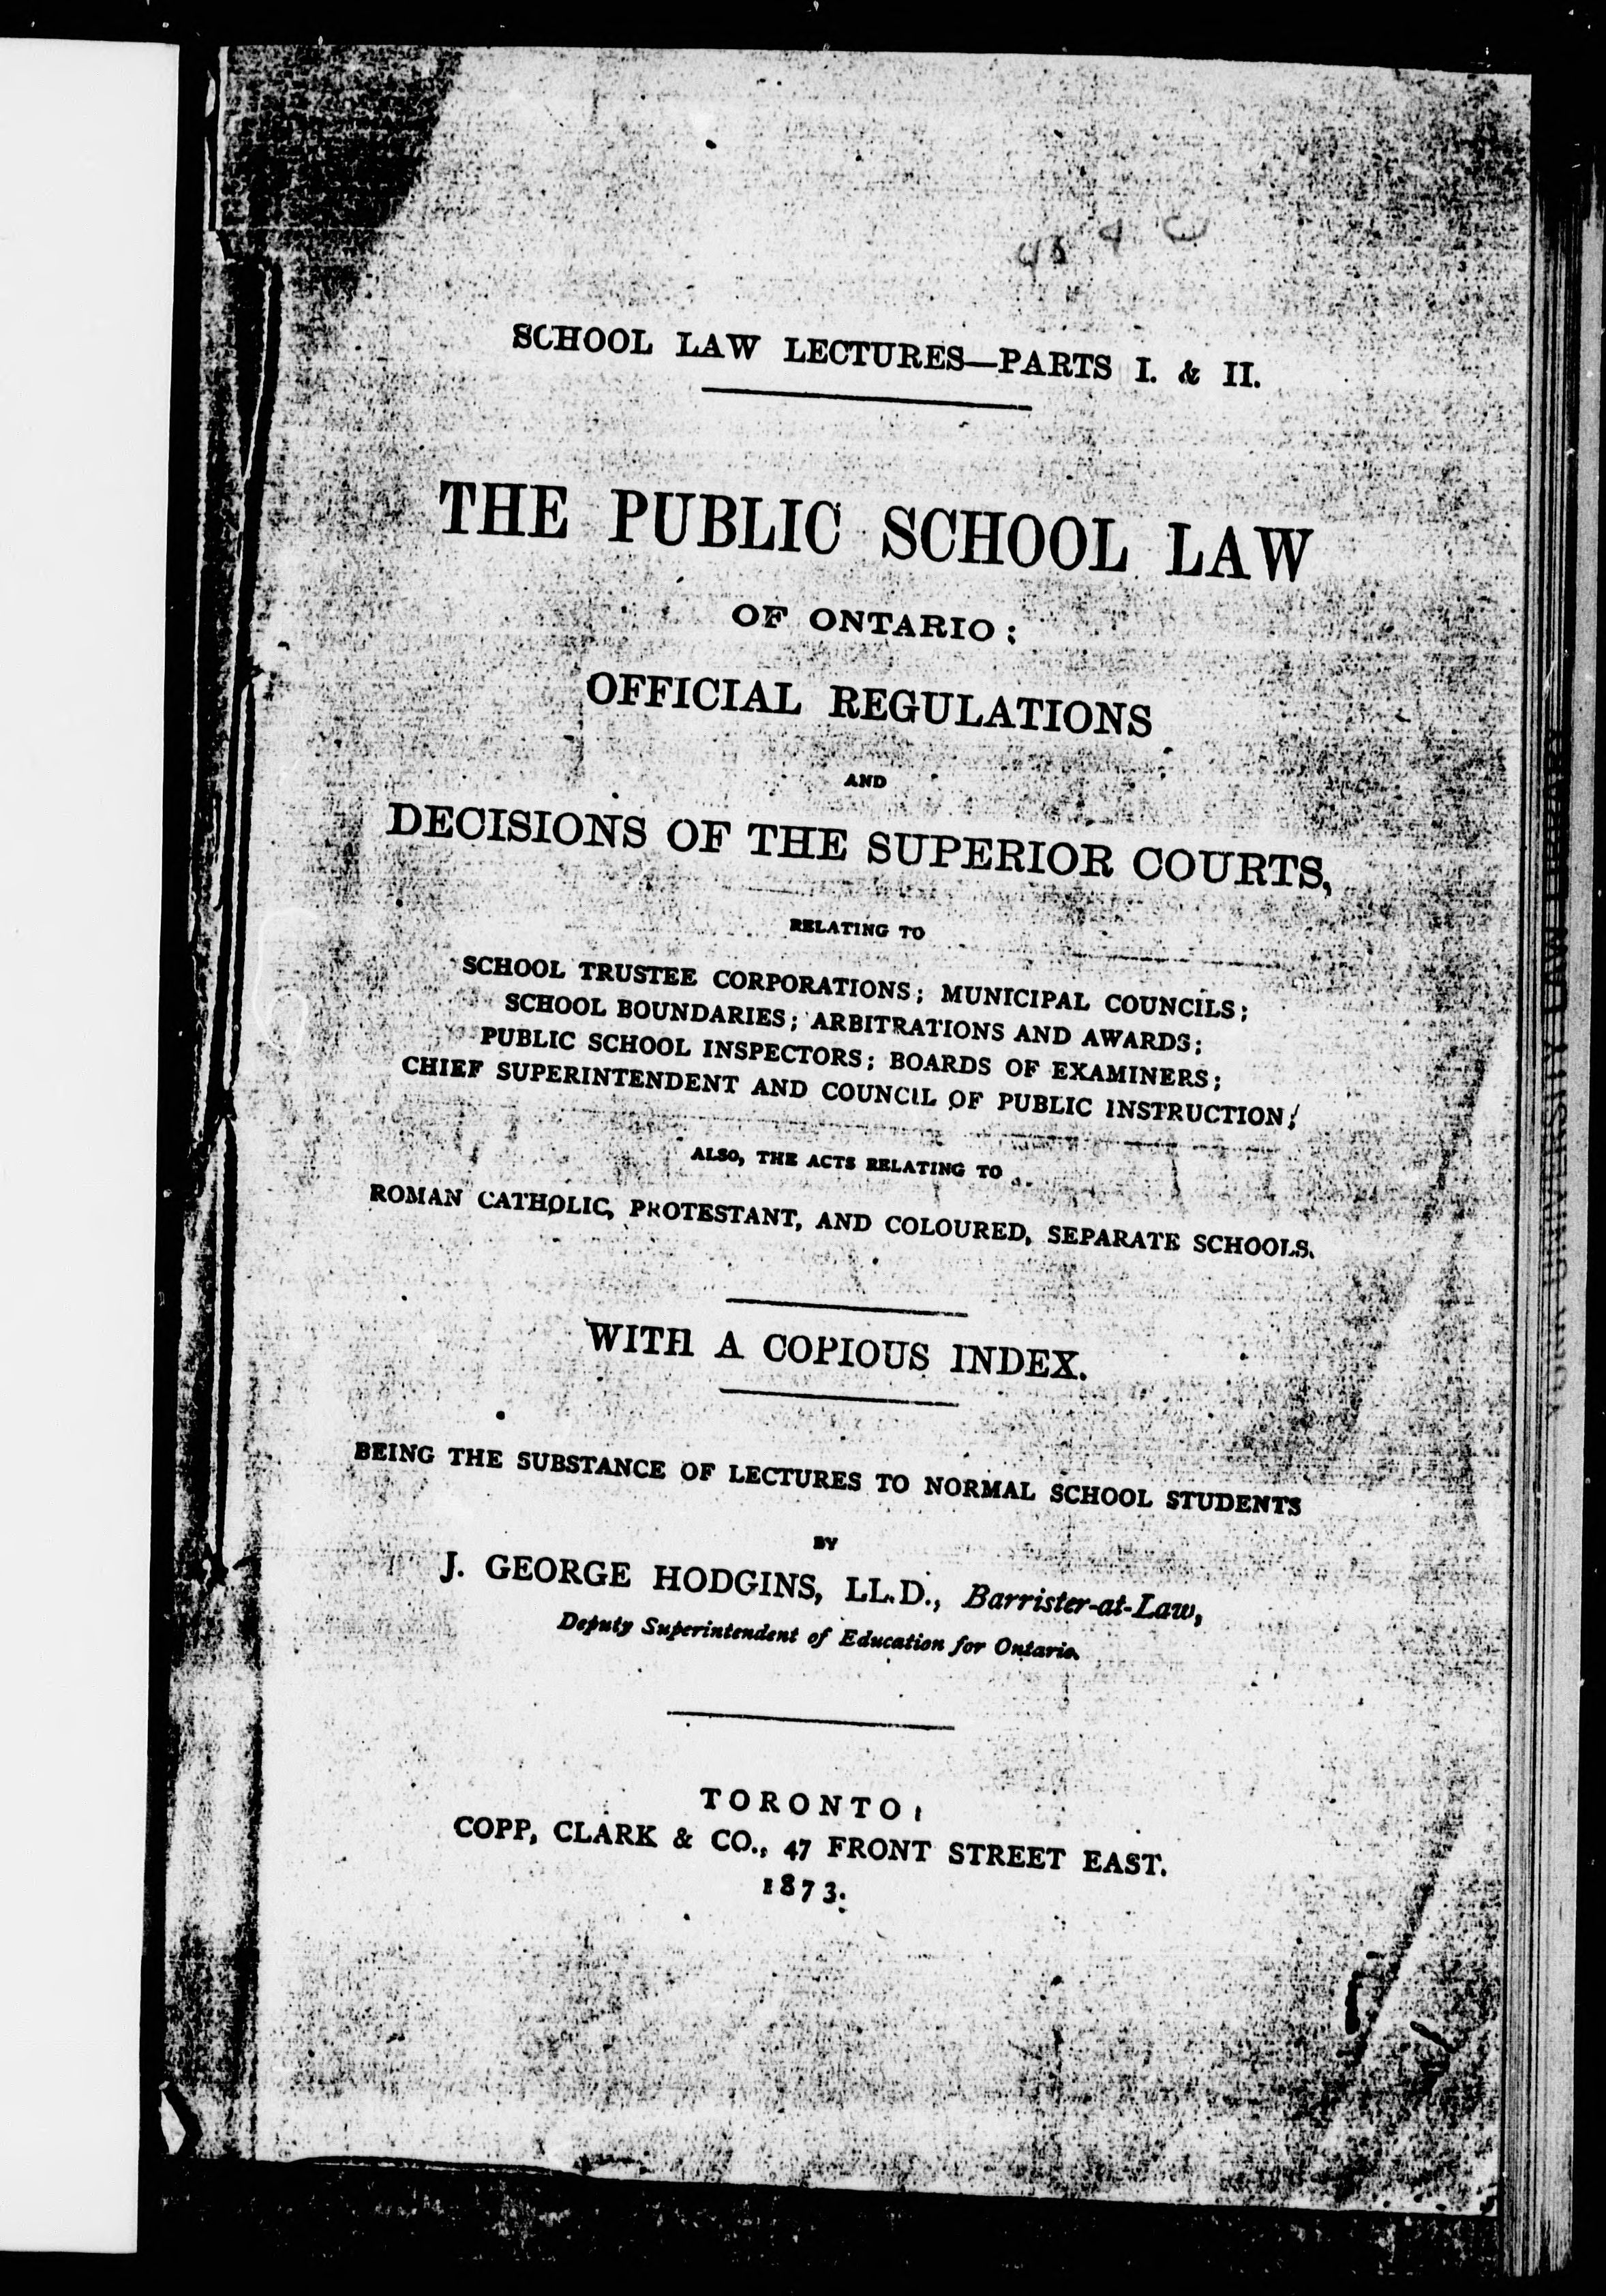 SCHOOL LAW LECTURES—PARTS I. & II.
THE PUBLIC SCHOOL LAW
OF ONTARIO;
OFFICIAL REGULATIONS
AND
DECISIONS OF THE SUPERIOR COURTS,
RELATING TO
SCHOOL TRUSTEE CORPORATIONS; MUNICIPAL COUNCILS;
SCHOOL BOUNDARIES; ARBITRATIONS AND AWARDS;
PUBLIC SCHOOL INSPECTORS; BOARDS OF EXAMINERS;
CHIEF SUPERINTENDENT AND COUNCIL OF PUBLIC INSTRUCTION;
ALSO, THE ACTS RELATING TO
ROMAN CATHOLIC, PROTESTANT, AND COLOURED, SEPARATE SCHOOLS.
WITH A COPIOUS INDEX.
BEING THE SUBSTANCE OF LECTURES TO NORMAL SCHOOL STUDENTS
BY
J. GEORGE HODGINS, LL.D., Barrister-at-Law,
Deputy Superintendent of Education for Ontario.
TORONTO:
COPP, CLARK & CO., 47 FRONT STREET EAST.
1873.